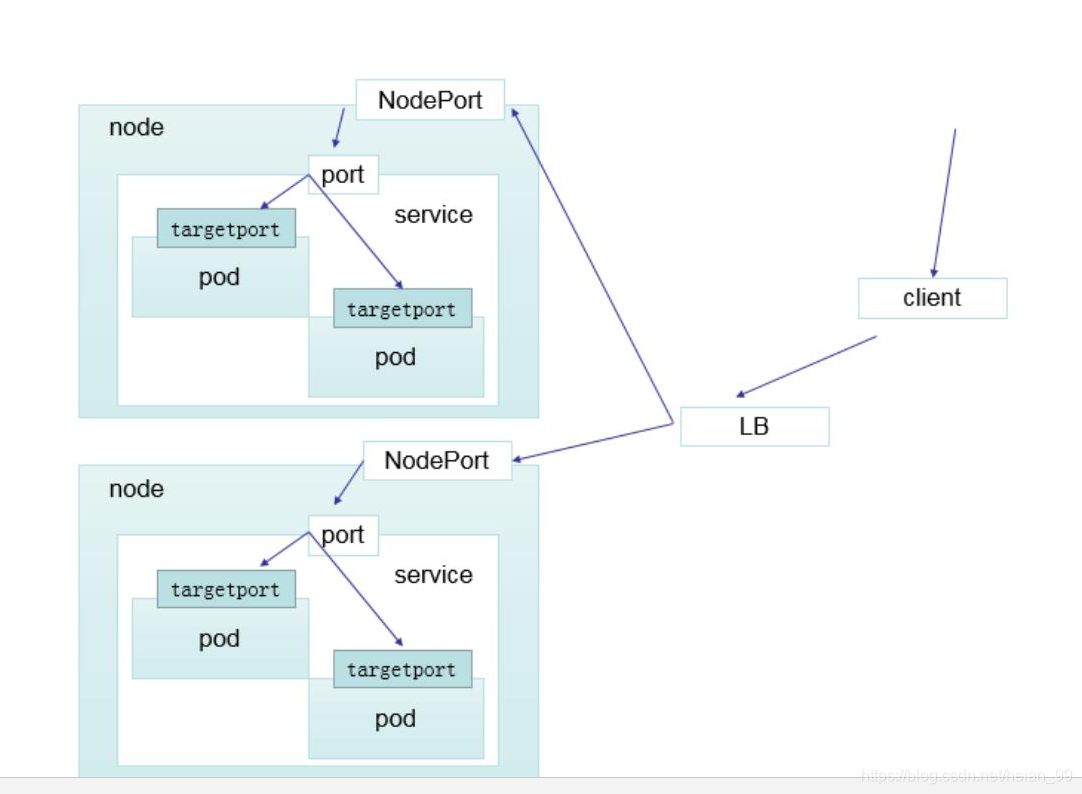 NodePort
node
port
service
targetport
pod
targetport
pod
client
LB
NodePort
node
port
service
targetport
pod
targetport
pod
https://blog.csdn.net/heian_99